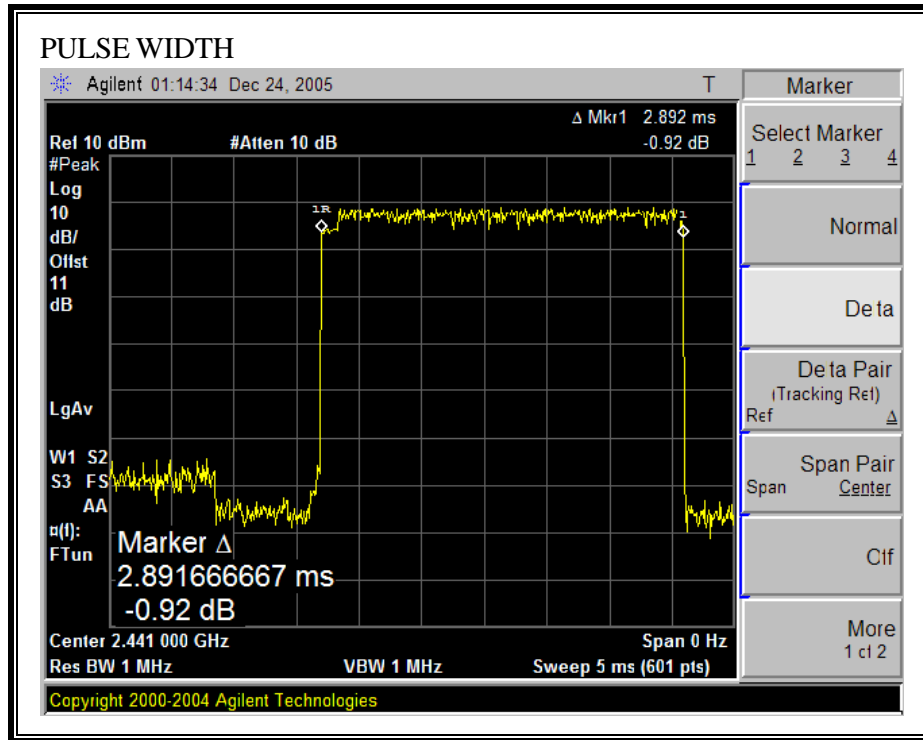 PULSE WIDTH
Agilent 01:14:34 Dec 24, 2005 T
Δ Mkr1 2.892 ms
Ref 10 dBm #Atten 10 dB -0.92 dB
#Peak
Log
10
dB/
Offst
11
dB
LgAv
W1 S2
S3 FS
AA
¤(f):
FTun
1R
1
Marker Δ
2.891666667 ms
-0.92 dB
Center 2.441 000 GHz Span 0 Hz
Res BW 1 MHz VBW 1 MHz Sweep 5 ms (601 pts)
Copyright 2000-2004 Agilent Technologies
Marker
Select Marker
1 2 3 4
Normal
Delta
Delta Pair
(Tracking Ref)
Ref Δ
Span Pair
Span Center
Off
More
1 of 2